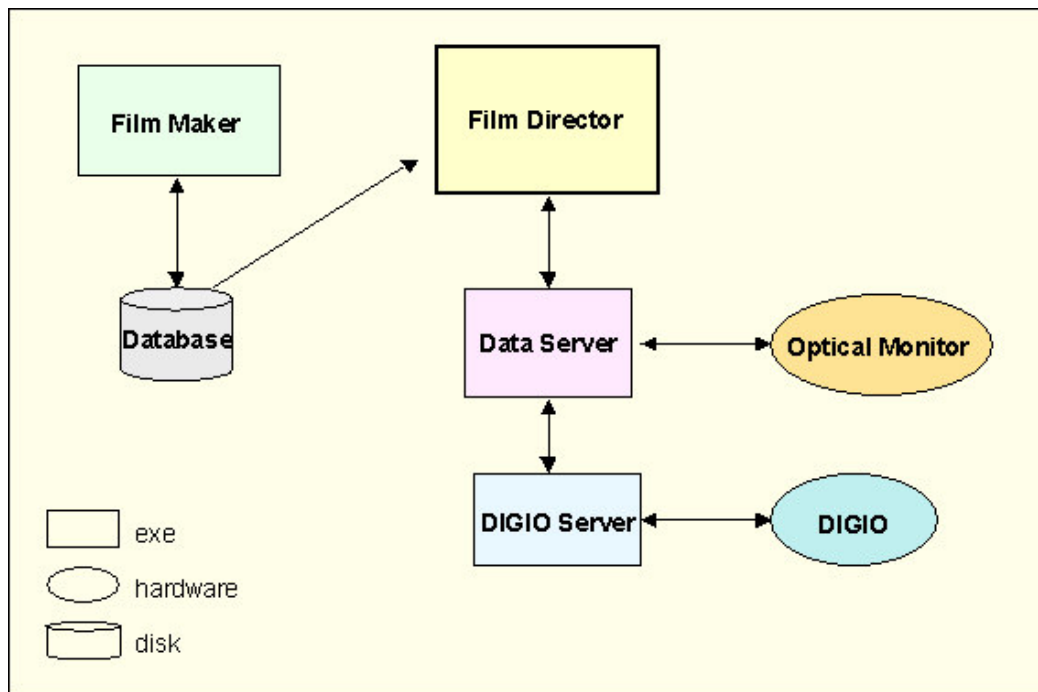 Film Maker
Film Director
Database
Data Server
Optical Monitor
DIGIO Server
DIGIO
exe
hardware
disk